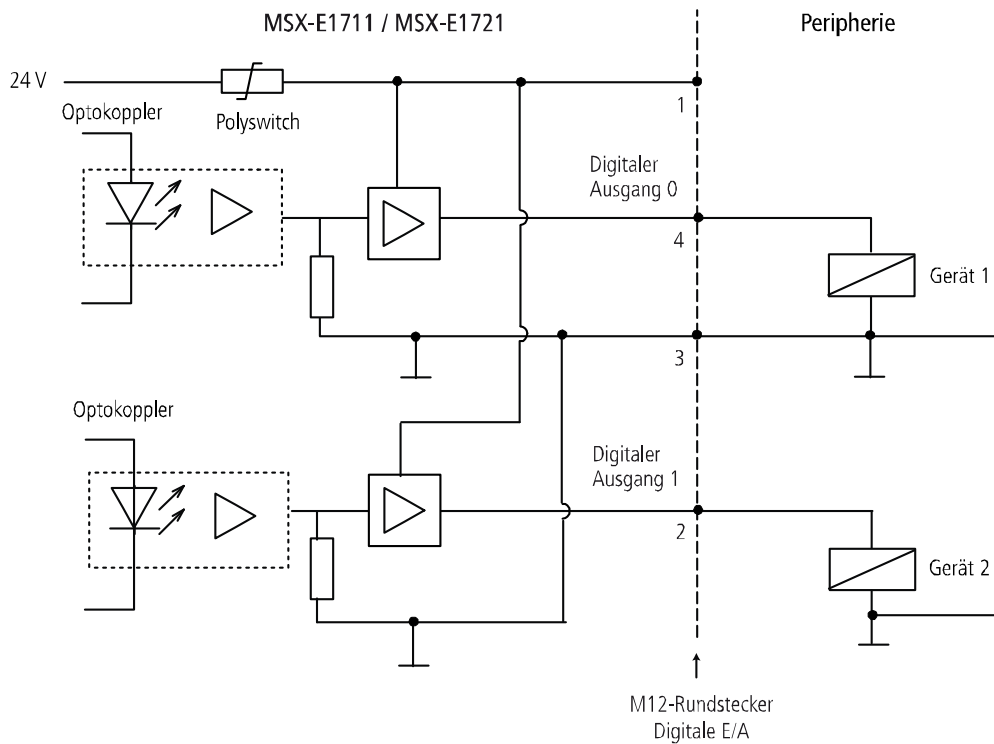 MSX-E1711 / MSX-E1721
Peripherie
24 V
1
Optokoppler
Polyswitch
Digitaler
Ausgang 0
4
Gerät 1
3
Optokoppler
Digitaler
Ausgang 1
2
Gerät 2
M12-Rundstecker
Digitale E/A